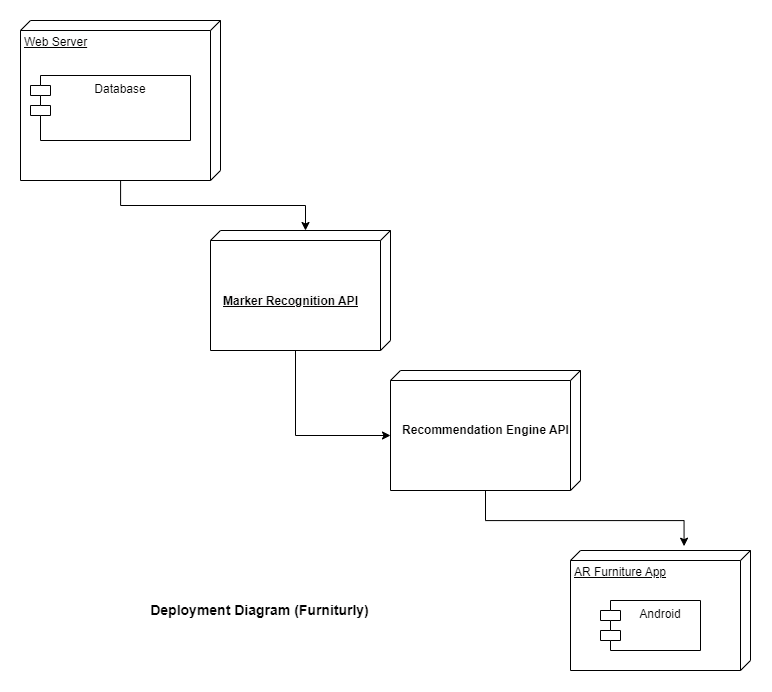 Web Server
Database
Marker Recognition API
Recommendation Engine API
AR Furniture App
Android
Deployment Diagram (Furniturly)